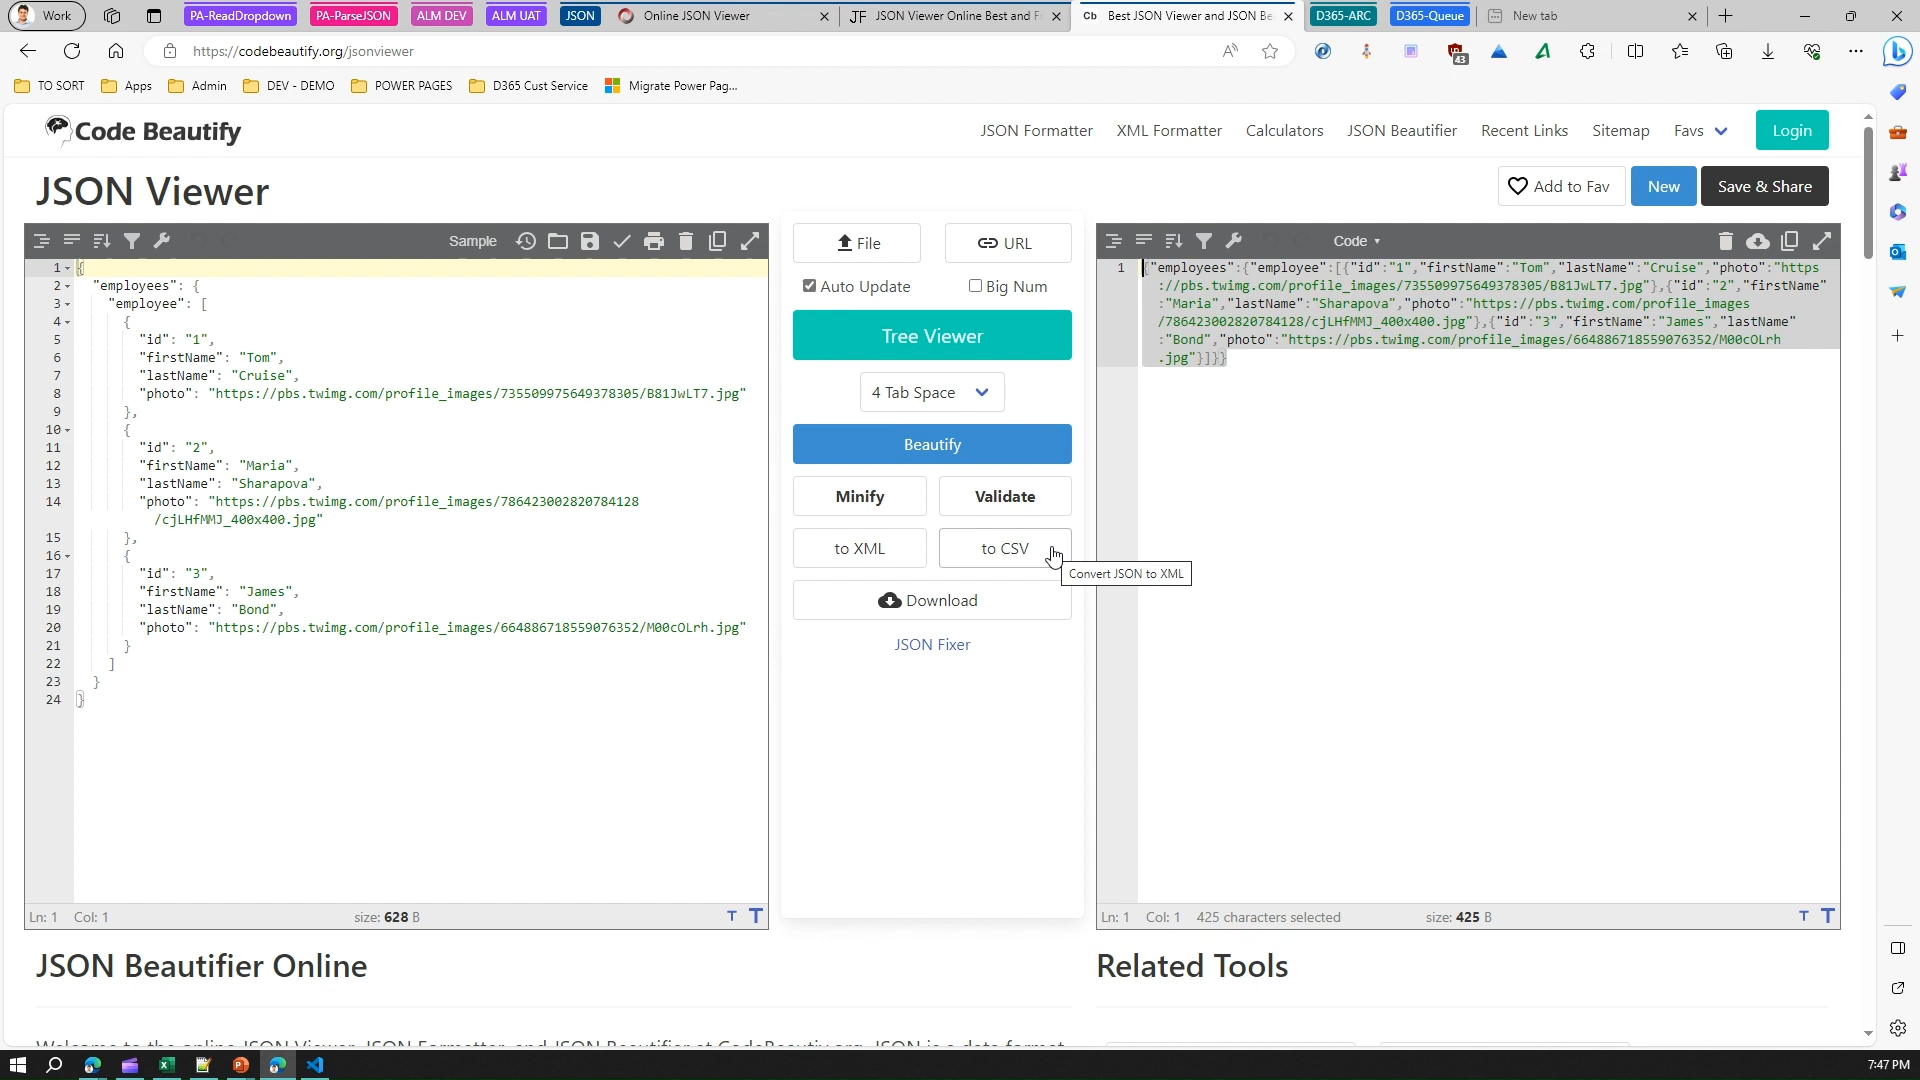 Work
PA-ReadDropdown
PA-ParseJSON
ALM DEV
ALM UAT
JSON
Online JSON Viewer
JSON Viewer Online Best and F
Best JSON Viewer and JSON Be
D365-ARC
D365-Queue
New tab
https://codebeautify.org/jsonviewer
43
TO SORT
Apps
Admin
DEV - DEMO
POWER PAGES
D365 Cust Service
Migrate Power Pag...
Code Beautify
JSON Formatter
XML Formatter
Calculators
JSON Beautifier
Recent Links
Sitemap
Favs
Login
JSON Viewer
Add to Fav
New
Save & Share
Sample
1 {
2 "employees": {
3 "employee": [
4 {
5 "id": "1",
6 "firstName": "Tom",
7 "lastName": "Cruise",
8 "photo": "https://pbs.twimg.com/profile_images/735509975649378305/B81JwLT7.jpg"
9 },
10 {
11 "id": "2",
12 "firstName": "Maria",
13 "lastName": "Sharapova",
14 "photo": "https://pbs.twimg.com/profile_images/786423002820784128
/cjLHfMMJ_400x400.jpg"
15 },
16 {
17 "id": "3",
18 "firstName": "James",
19 "lastName": "Bond",
20 "photo": "https://pbs.twimg.com/profile_images/664886718559076352/M00cOLrh.jpg"
21 }
22 ]
23 }
24 }
Ln: 1 Col: 1 size: 628 B T T
File
URL
Auto Update
Big Num
Tree Viewer
4 Tab Space
Beautify
Minify
Validate
to XML
to CSV
Convert JSON to XML
Download
JSON Fixer
Code
1 {"employees":{"employee":[{"id":"1","firstName":"Tom","lastName":"Cruise","photo":"https
://pbs.twimg.com/profile_images/735509975649378305/B81JwLT7.jpg"},{"id":"2","firstName"
:"Maria","lastName":"Sharapova","photo":"https://pbs.twimg.com/profile_images
/786423002820784128/cjLHfMMJ_400x400.jpg"},{"id":"3","firstName":"James","lastName"
:"Bond","photo":"https://pbs.twimg.com/profile_images/664886718559076352/M00cOLrh
.jpg"}]}}
Ln: 1 Col: 1 425 characters selected size: 425 B T T
JSON Beautifier Online
Related Tools
7:47 PM